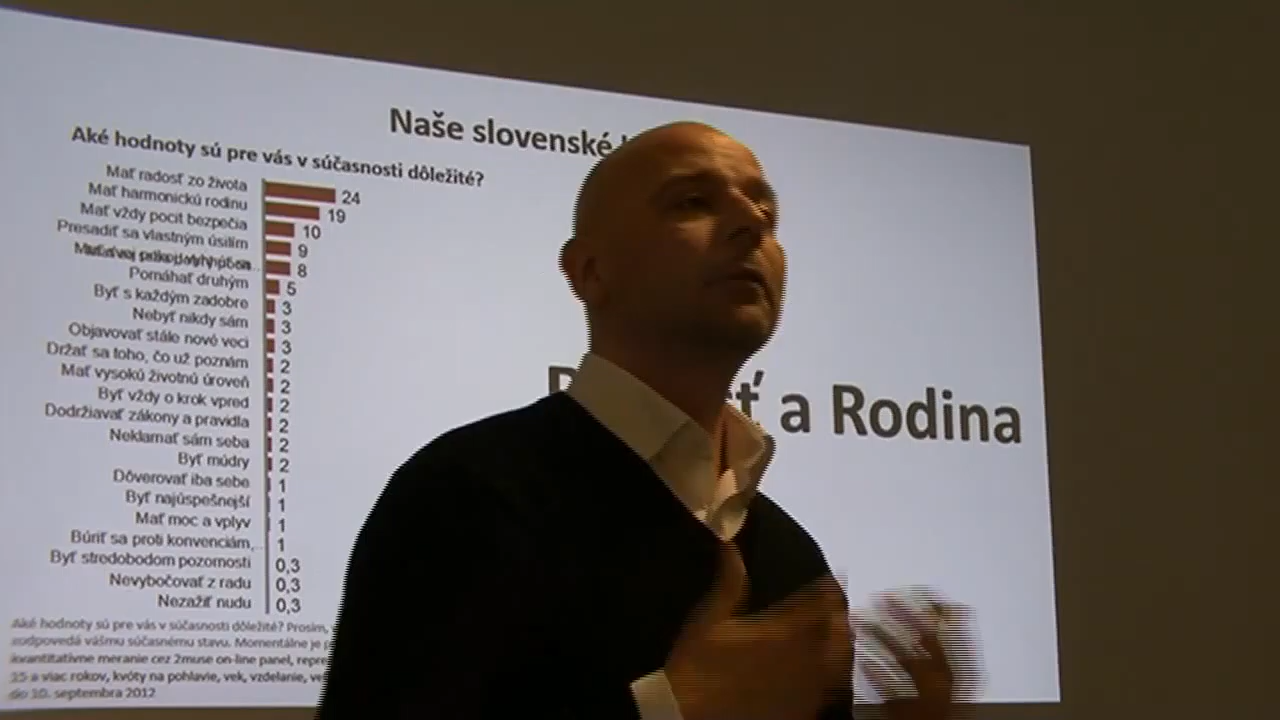 Naše slovenské
Aké hodnoty sú pre vás v súčasnosti dôležité?
Mať radosť zo života 24
Mať harmonickú rodinu 19
Mať vždy pocit bezpečia 10
Presadiť sa vlastným úsilím 9
8
Pomáhať druhým 5
Byť s každým zadobre 3
Nebyť nikdy sám 3
Objavovať stále nové veci 3
Držať sa toho, čo už poznám 2
Mať vysokú životnú úroveň 2
Byť vždy o krok vpred 2
Dodržiavať zákony a pravidla 2
Neklamať sám seba 2
Byť múdry 2
Dôverovať iba sebe 1
Byť najúspešnejší 1
Mať moc a vplyv 1
Búriť sa proti konvenciám,... 1
Byť stredobodom pozornosti 0,3
Nevybočovať z radu 0,3
Nezažiť nudu 0,3
a Rodina
Aké hodnoty sú pre vás v súčasnosti dôležité? Prosím,
zodpovedá vášmu súčasnému stavu. Momentálne je
kvantitatívne meranie cez 2muse on-line panel,
15 a viac rokov, kvóty na pohlavie, vek, vzdelanie,
do 10. septembra 2012